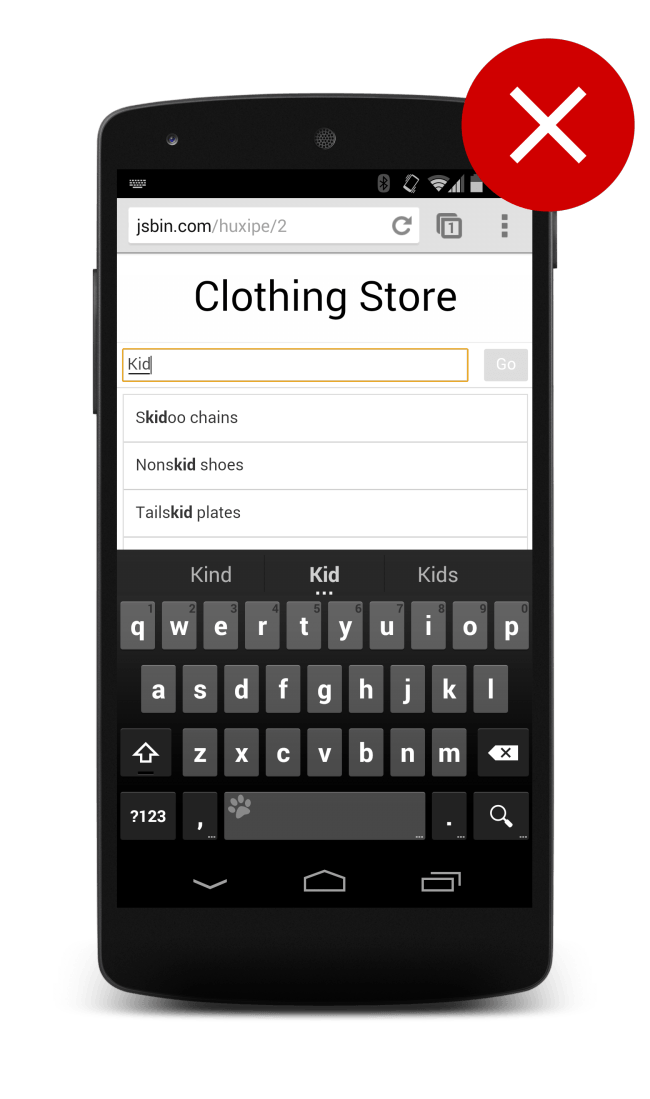 jsbin.com/huxipe/2
1
Clothing Store
Kid
Go
Skidoo chains
Nonskid shoes
Tailskid plates
Kind Kid Kids
1 2 3 4 5 6 7 8 9 0
q w e r t y u i o p
a s d f g h j k l
z x c v b n m
?123 , .